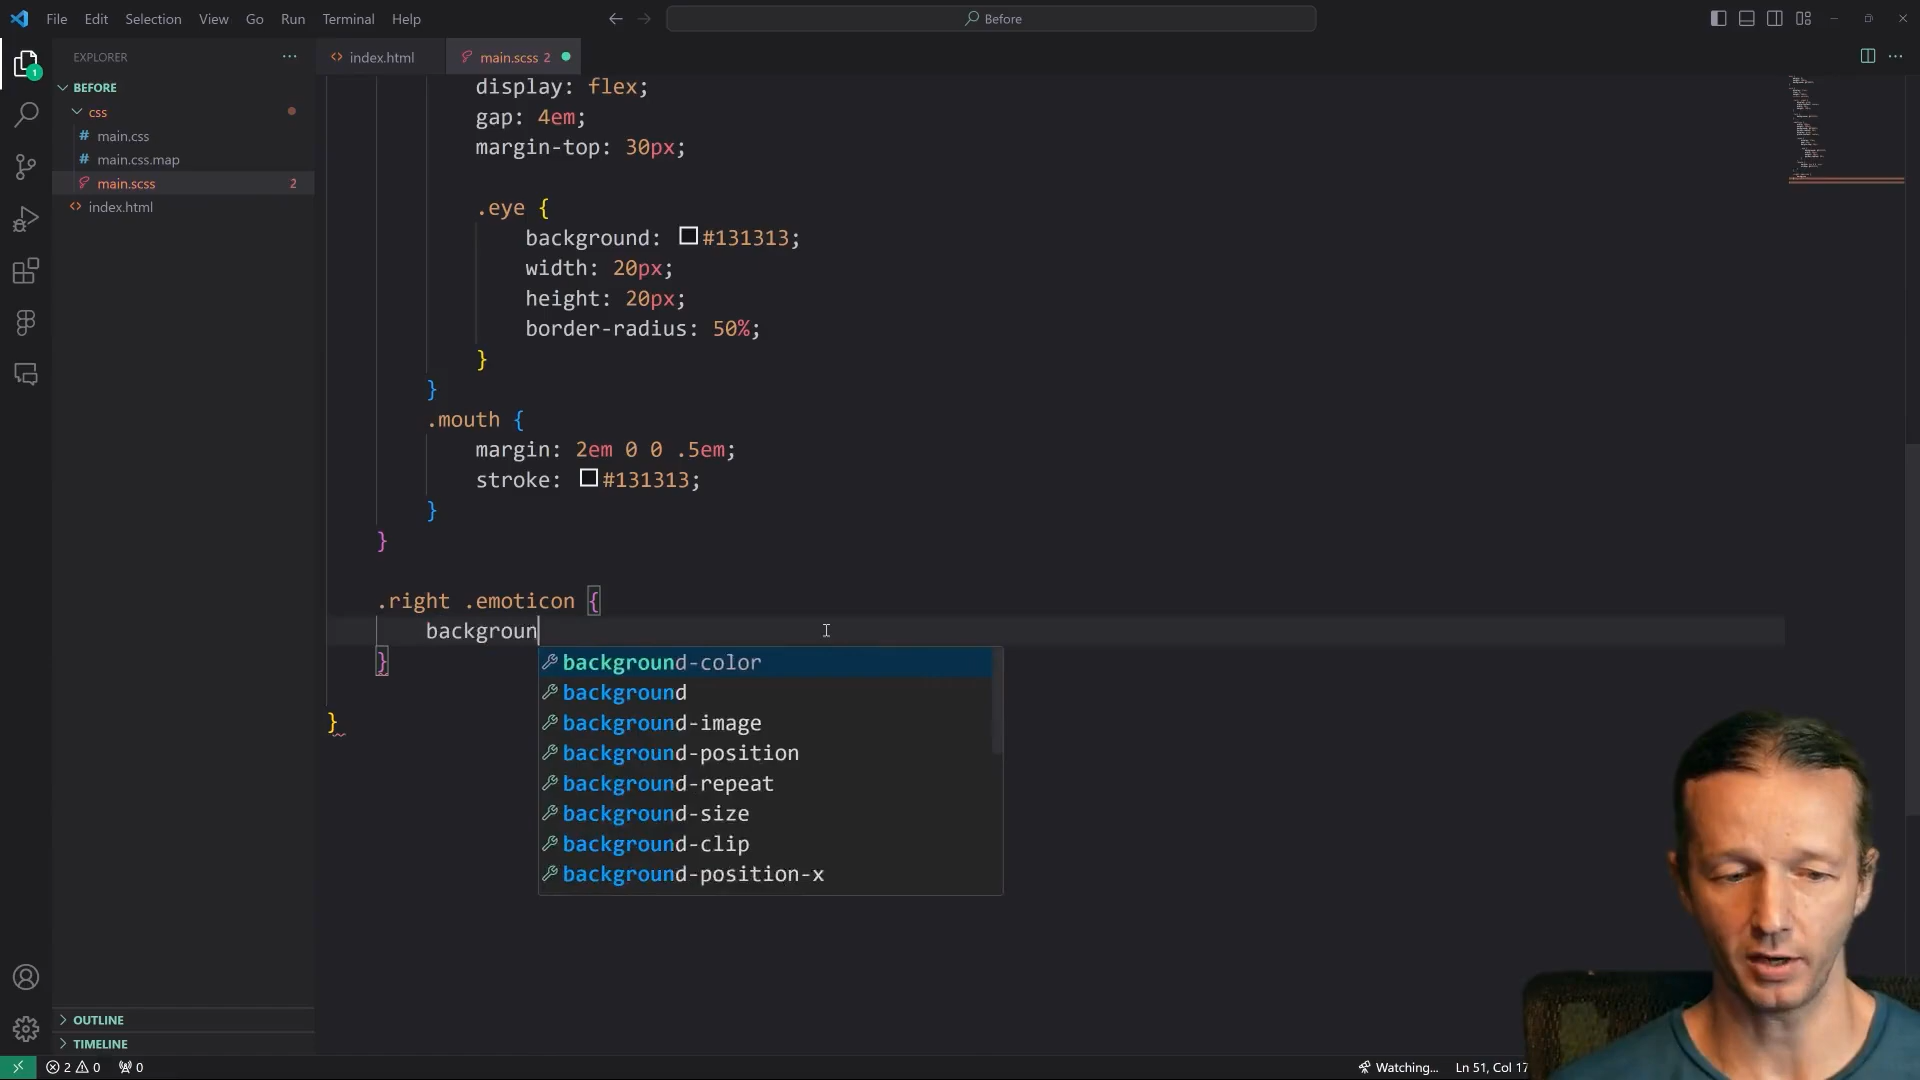 File Edit Selection View Go Run Terminal Help
Before
EXPLORER
index.html
main.scss 2
BEFORE
css
main.css
main.css.map
main.scss 2
index.html
display: flex;
gap: 4em;
margin-top: 30px;
.eye {
background: #131313;
width: 20px;
height: 20px;
border-radius: 50%;
}
}
.mouth {
margin: 2em 0 0 .5em;
stroke: #131313;
}
}
.right .emoticon {
backgroun
}
}
background-color
background
background-image
background-position
background-repeat
background-size
background-clip
background-position-x
1
OUTLINE
TIMELINE
2 0 0
Watching...
Ln 51, Col 17